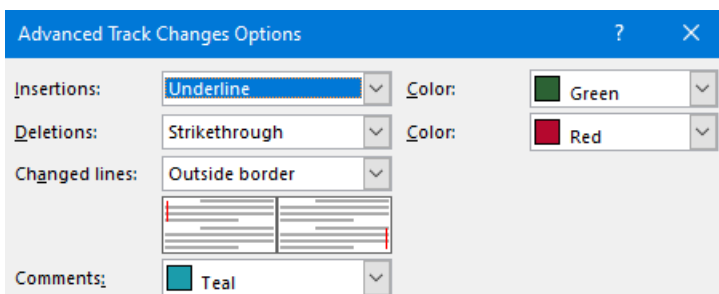 Advanced Track Changes Options ?
Insertions: Underline Color: Green
Deletions: Strikethrough Color: Red
Changed lines: Outside border
Comments: Teal